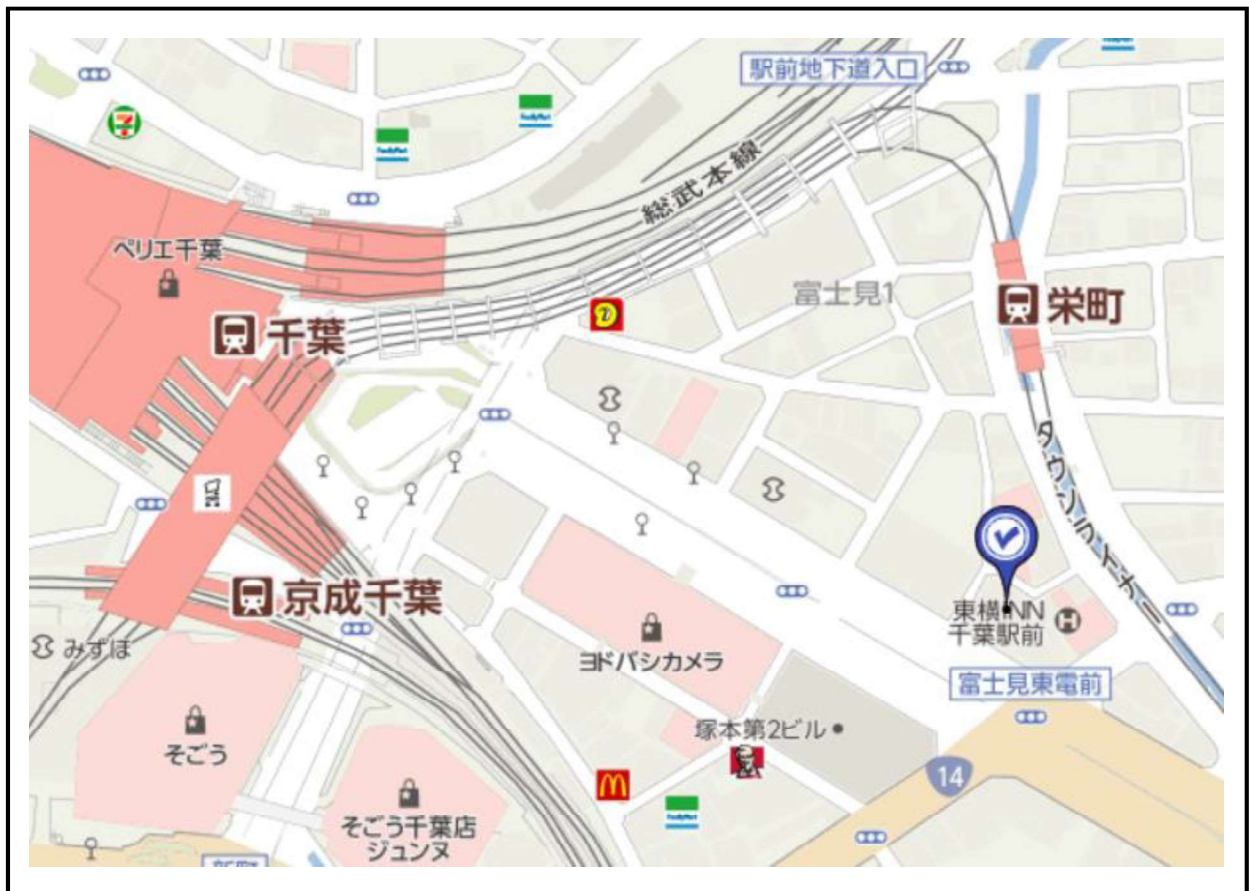 駅前地下道入口
FamilyMart
FamilyMart
総武本線
ペリエ千葉
富士見1
千葉
栄町
タウンライナー
京成千葉
東横INN
千葉駅前
みずほ
ヨドバシカメラ
富士見東電前
そごう
塚本第2ビル
14
そごう千葉店
ジュンヌ
FamilyMart